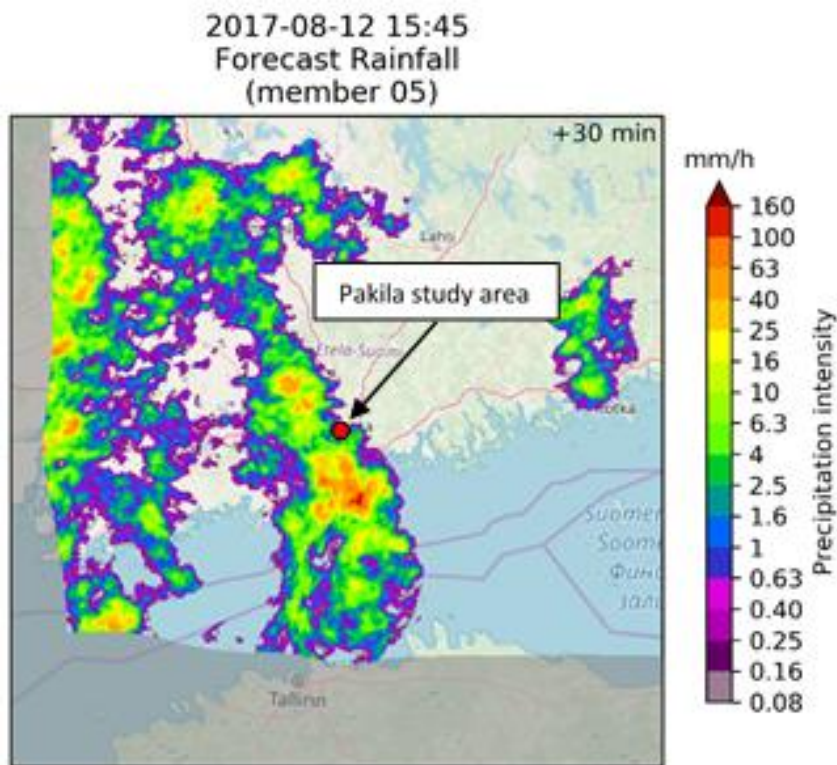 2017-08-12 15:45
Forecast Rainfall
(member 05)
+30 min
mm/h
Lahti
Pakila study area
Etelä-Suomi
Kotka
Tallinn
160
100
63
40
25
16
10
6.3
4
2.5
1.6
1
0.63
0.40
0.25
0.16
0.08
Precipitation intensity
Suomen
Soome
Фин